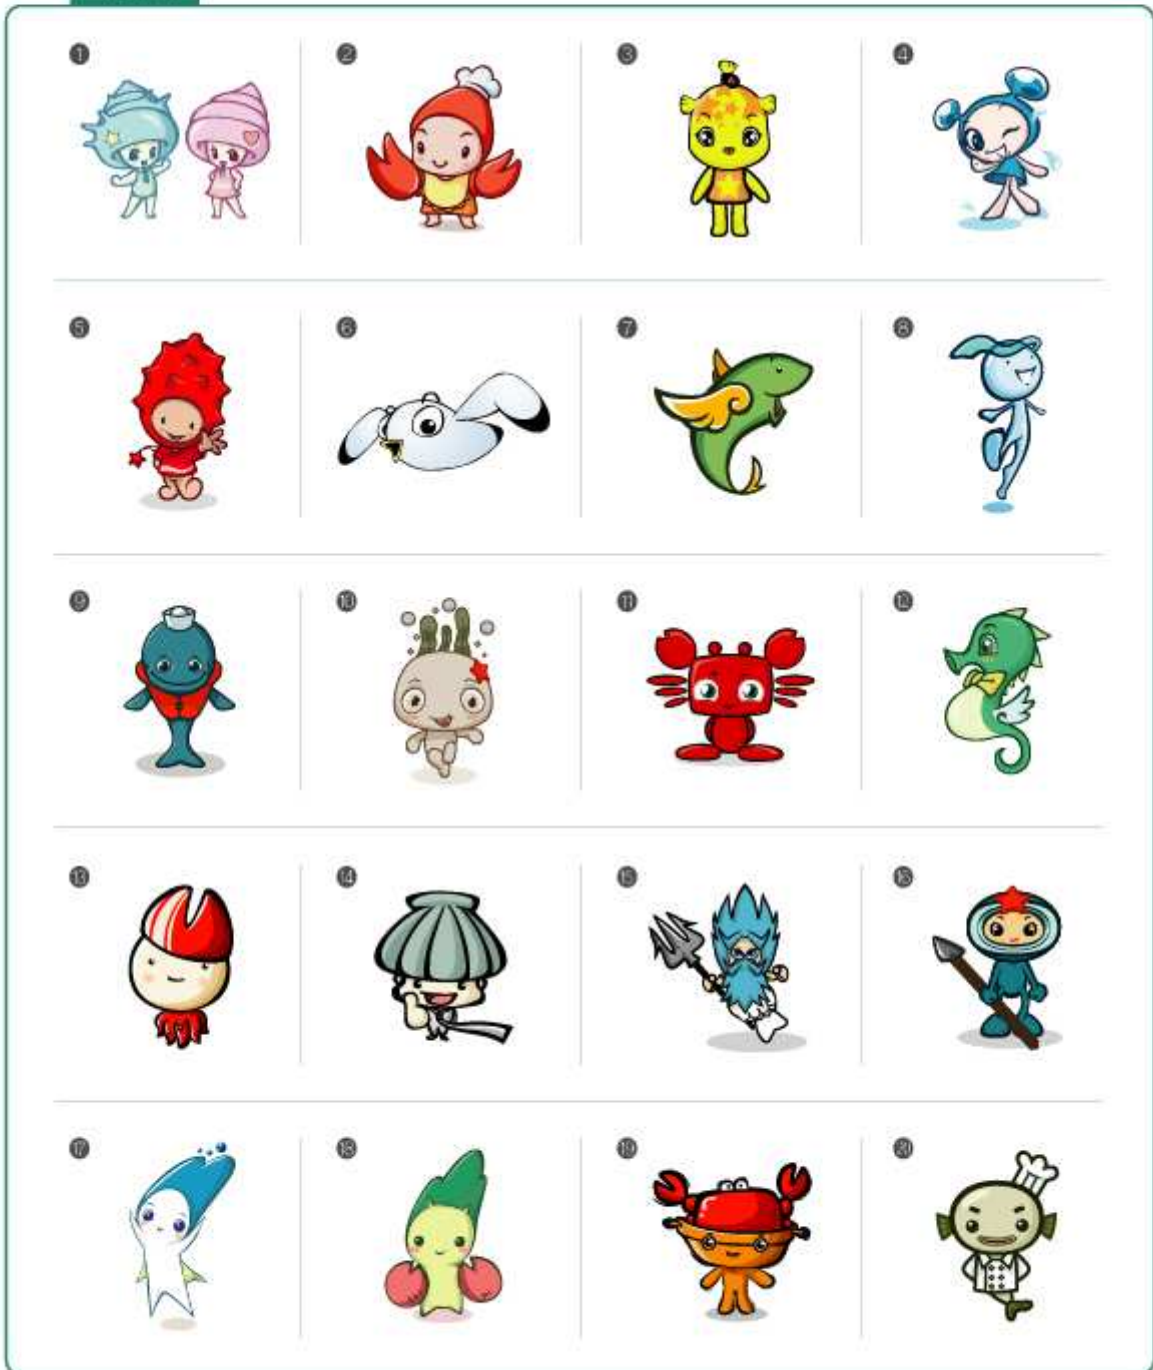 ❶ ❷ ❸ ❹
❺ ❻ ❼ ❽
❾ ❿ ⓫ ⓬
⓭ ⓮ ⓯ ⓰
⓱ ⓲ ⓳ ⓴